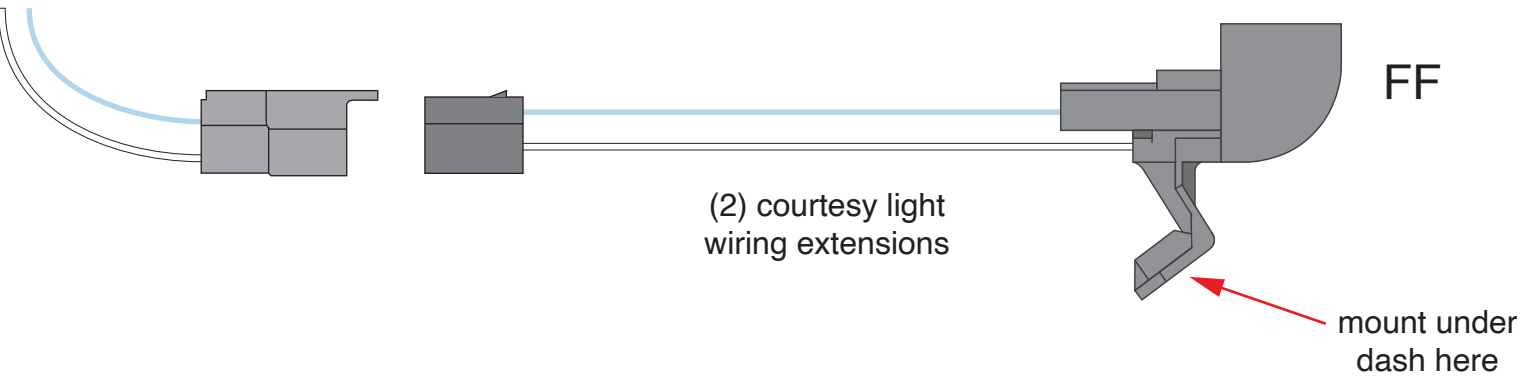 FF
(2) courtesy light
wiring extensions
mount under
dash here